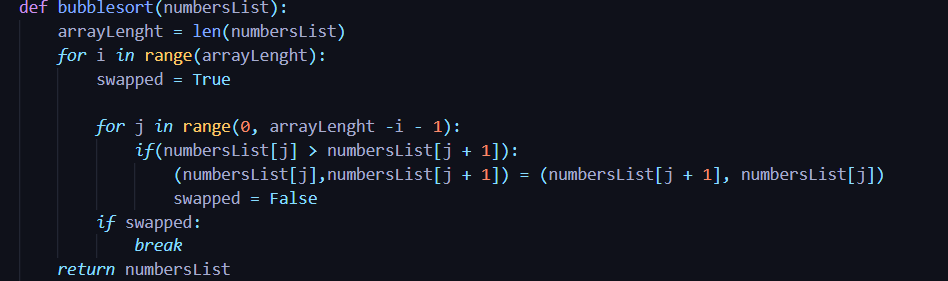 def bubblesort(numbersList):
    arrayLenght = len(numbersList)
    for i in range(arrayLenght):
        swapped = True

        for j in range(0, arrayLenght -i - 1):
            if(numbersList[j] > numbersList[j + 1]):
                (numbersList[j],numbersList[j + 1]) = (numbersList[j + 1], numbersList[j])
                swapped = False
        if swapped:
            break
    return numbersList